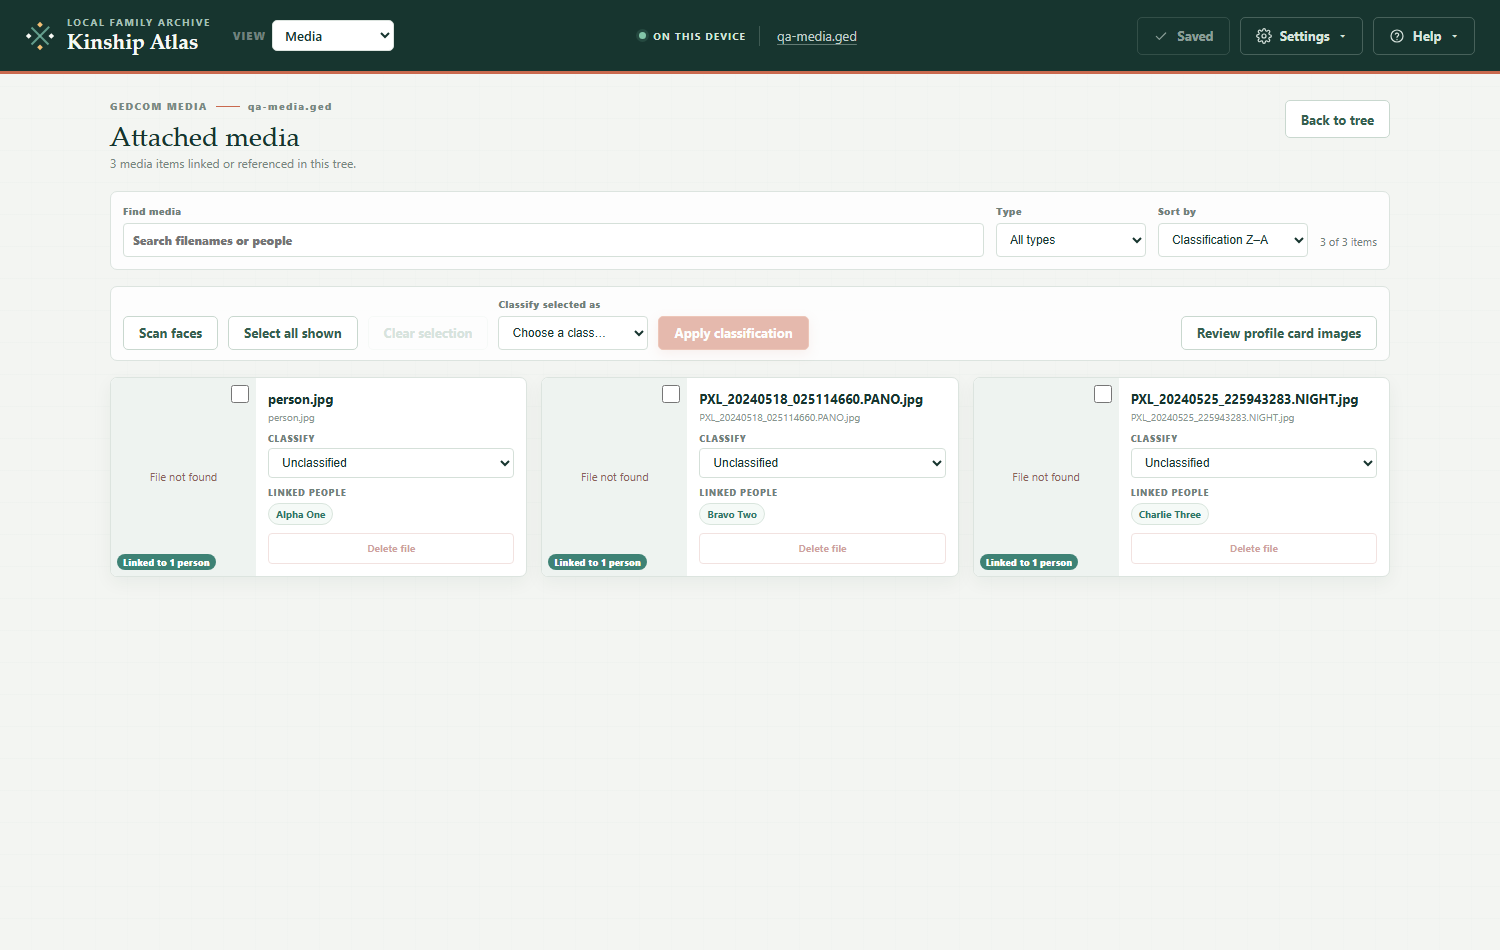 LOCAL FAMILY ARCHIVE
Kinship Atlas
VIEW
Media
ON THIS DEVICE
qa-media.ged
Saved
Settings
Help
GEDCOM MEDIA
qa-media.ged
Attached media
3 media items linked or referenced in this tree.
Back to tree
Find media
Search filenames or people
Type
All types
Sort by
Classification Z–A
3 of 3 items
Scan faces
Select all shown
Clear selection
Classify selected as
Choose a class...
Apply classification
Review profile card images
person.jpg
person.jpg
CLASSIFY
Unclassified
File not found
LINKED PEOPLE
Alpha One
Delete file
Linked to 1 person
PXL_20240518_025114660.PANO.jpg
PXL_20240518_025114660.PANO.jpg
CLASSIFY
Unclassified
File not found
LINKED PEOPLE
Bravo Two
Delete file
Linked to 1 person
PXL_20240525_225943283.NIGHT.jpg
PXL_20240525_225943283.NIGHT.jpg
CLASSIFY
Unclassified
File not found
LINKED PEOPLE
Charlie Three
Delete file
Linked to 1 person